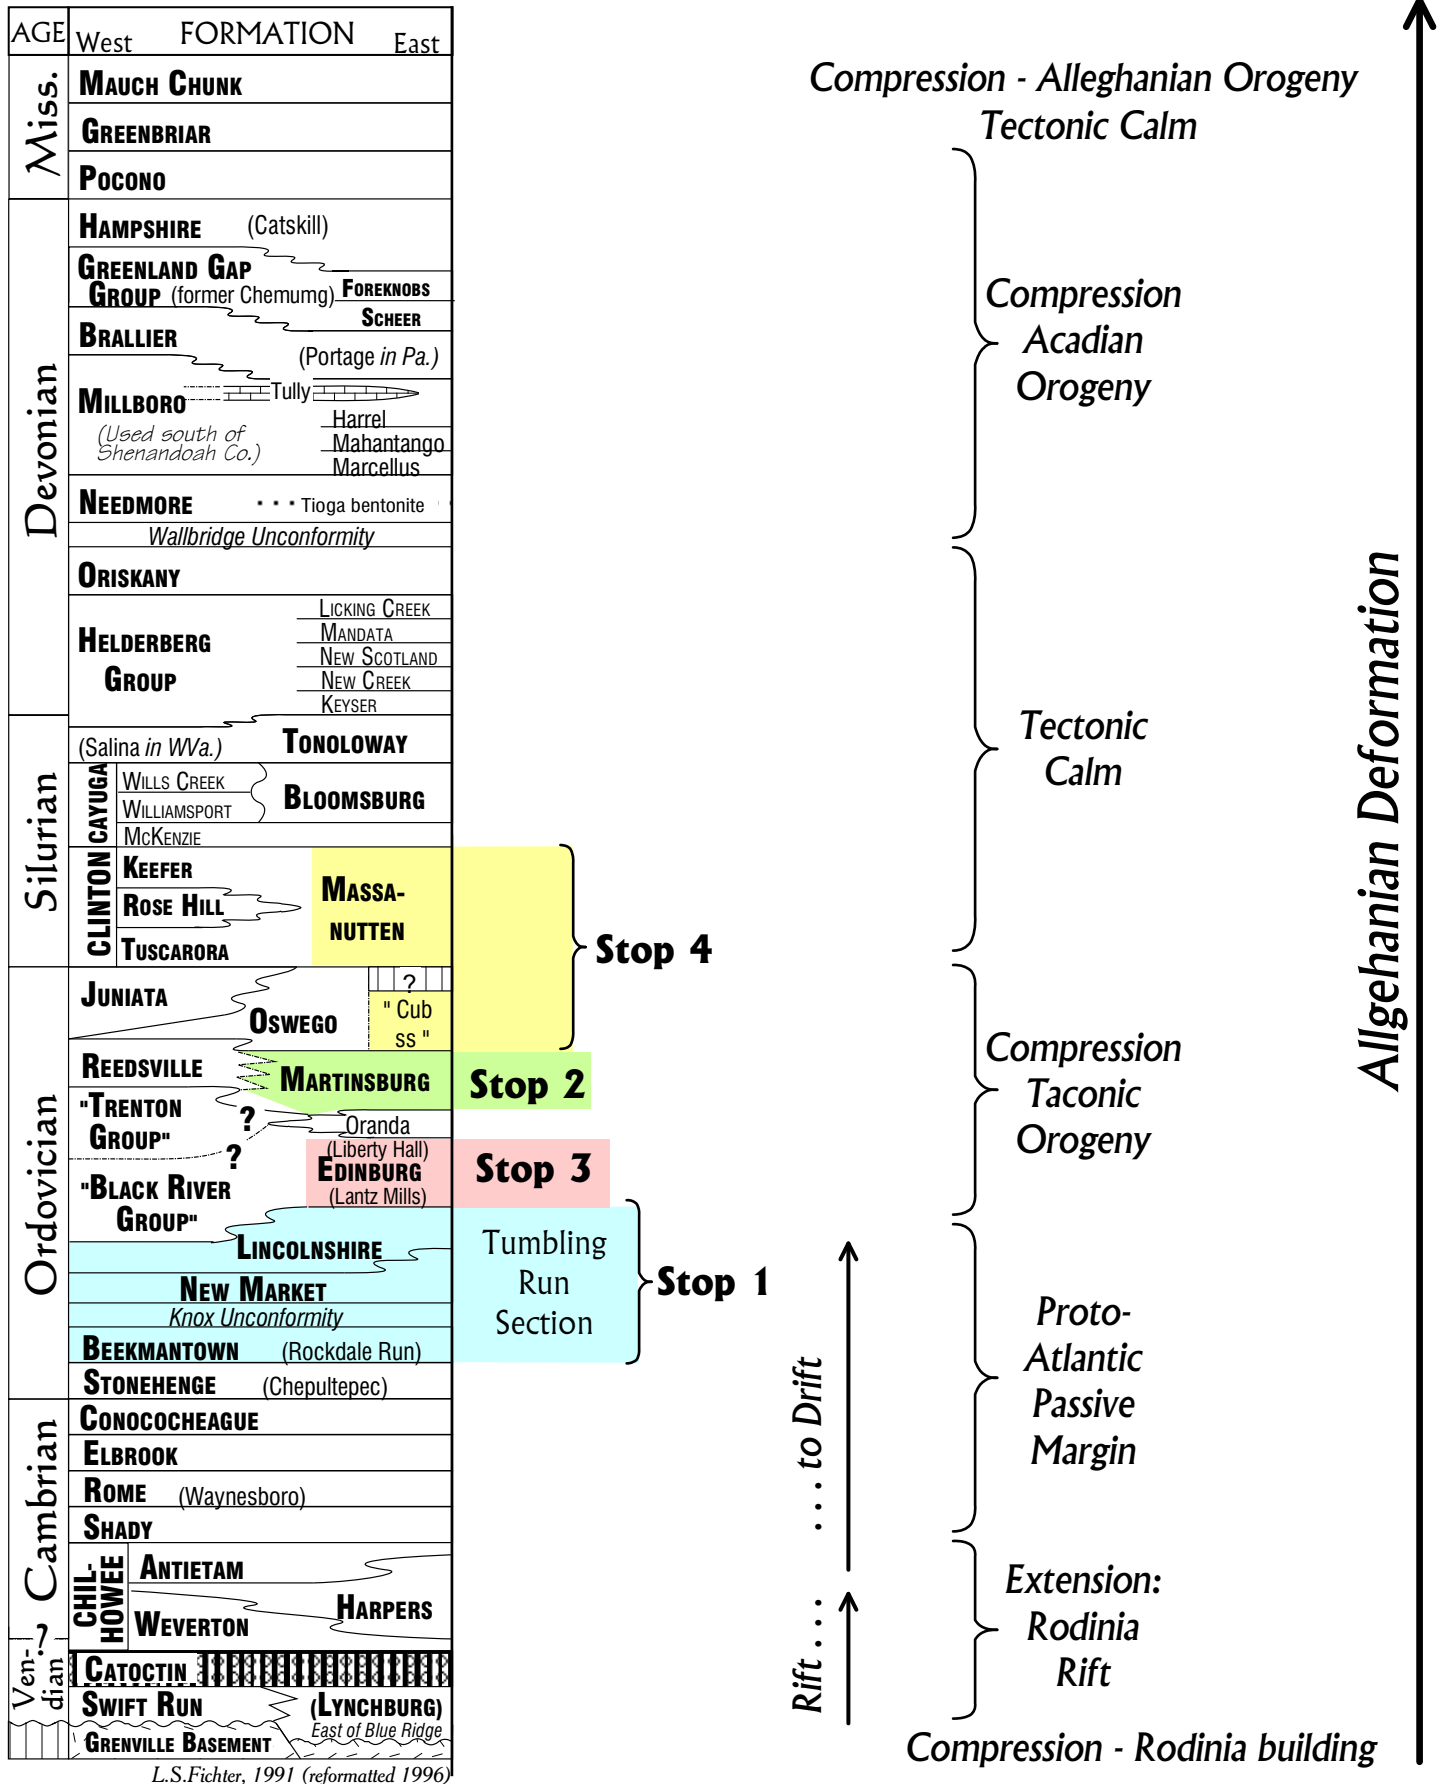 AGE
West FORMATION East
Miss.
MAUCH CHUNK
GREENBRIAR
POCONO
Devonian
HAMPSHIRE (Catskill)
GREENLAND GAP
GROUP (former Chemumg) FOREKNOBS
SCHEER
BRALLIER
(Portage in Pa.)
Tully
MILLBORO
(Used south of
Shenandoah Co.)
Harrel
Mahantango
Marcellus
NEEDMORE Tioga bentonite
Wallbridge Unconformity
ORISKANY
HELDERBERG
GROUP
LICKING CREEK
MANDATA
NEW SCOTLAND
NEW CREEK
KEYSER
Silurian
(Salina in WVa.) TONOLOWAY
CAYUGA
WILLS CREEK
WILLIAMSPORT
MCKENZIE
BLOOMSBURG
CLINTON
KEEFER
ROSE HILL
TUSCARORA
MASSA-
NUTTEN
Stop 4
Ordovician
JUNIATA
OSWEGO
?
" Cub
ss "
REEDSVILLE
MARTINSBURG
Stop 2
"TRENTON
GROUP"
?
?
Oranda
(Liberty Hall)
EDINBURG
(Lantz Mills)
Stop 3
"BLACK RIVER
GROUP"
LINCOLNSHIRE
NEW MARKET
Knox Unconformity
BEEKMANTOWN (Rockdale Run)
Tumbling
Run
Section
Stop 1
STONEHENGE (Chepultepec)
Cambrian
CONOCOCHEAGUE
ELBROOK
ROME (Waynesboro)
SHADY
CHIL-
HOWEE
ANTIETAM
HARPERS
WEVERTON
?
Ven-
dian
CATOCTIN
SWIFT RUN (LYNCHBURG)
East of Blue Ridge
GRENVILLE BASEMENT
L.S.Fichter, 1991 (reformatted 1996)
Compression - Alleghanian Orogeny
Tectonic Calm
Compression
Acadian
Orogeny
Tectonic
Calm
Compression
Taconic
Orogeny
Proto-
Atlantic
Passive
Margin
Extension:
Rodinia
Rift
Compression - Rodinia building
Rift . . .
. . . . to Drift
Allgehanian Deformation